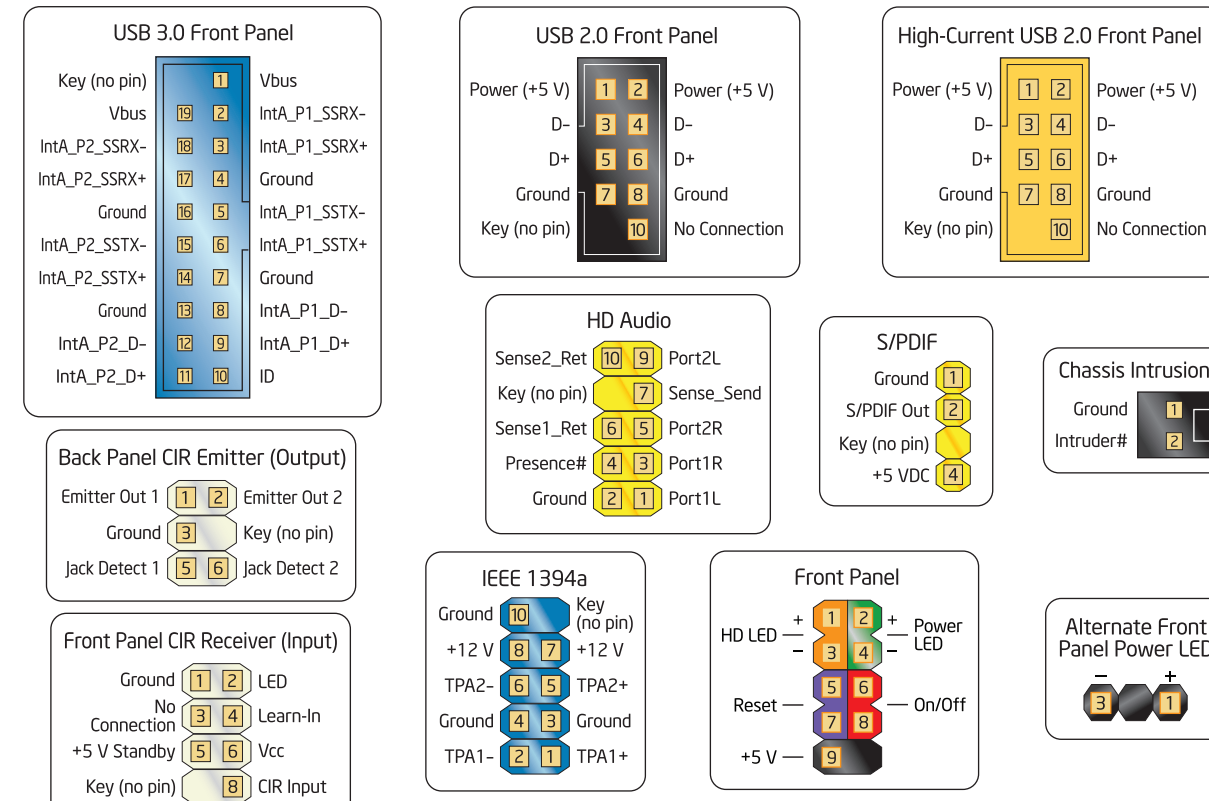 USB 3.0 Front Panel
Key (no pin) 1 Vbus
Vbus 19 2 IntA_P1_SSRX-
IntA_P2_SSRX- 18 3 IntA_P1_SSRX+
IntA_P2_SSRX+ 17 4 Ground
Ground 16 5 IntA_P1_SSTX-
IntA_P2_SSTX- 15 6 IntA_P1_SSTX+
IntA_P2_SSTX+ 14 7 Ground
Ground 13 8 IntA_P1_D-
IntA_P2_D- 12 9 IntA_P1_D+
IntA_P2_D+ 11 10 ID
USB 2.0 Front Panel
Power (+5 V) 1 2 Power (+5 V)
D- 3 4 D-
D+ 5 6 D+
Ground 7 8 Ground
Key (no pin) 10 No Connection
High-Current USB 2.0 Front Panel
Power (+5 V) 1 2 Power (+5 V)
D- 3 4 D-
D+ 5 6 D+
Ground 7 8 Ground
Key (no pin) 10 No Connection
HD Audio
Sense2_Ret 10 9 Port2L
Key (no pin) 7 Sense_Send
Sense1_Ret 6 5 Port2R
Presence# 4 3 Port1R
Ground 2 1 Port1L
S/PDIF
Ground 1
S/PDIF Out 2
Key (no pin)
+5 VDC 4
Chassis Intrusion
Ground 1
Intruder# 2
Back Panel CIR Emitter (Output)
Emitter Out 1 1 2 Emitter Out 2
Ground 3 Key (no pin)
Jack Detect 1 5 6 Jack Detect 2
Front Panel CIR Receiver (Input)
Ground 1 2 LED
No
Connection 3 4 Learn-In
+5 V Standby 5 6 Vcc
Key (no pin) 8 CIR Input
IEEE 1394a
Ground 10 Key
(no pin)
+12 V 8 7 +12 V
TPA2- 6 5 TPA2+
Ground 4 3 Ground
TPA1- 2 1 TPA1+
Front Panel
+ 1 2 +
HD LED Power
LED
- 3 4 -
Reset 5 6 On/Off
7 8
+5 V 9
Alternate Front
Panel Power LED
- +
3 1